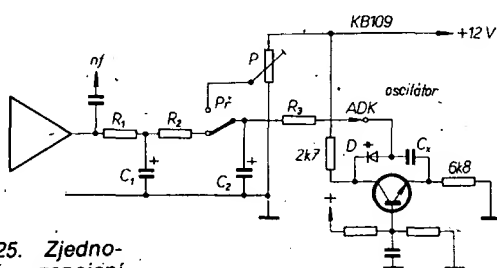 KB109
+12 V
nf
P
Př
oscilátor
R1
R2
R3
ADK
2k7
D
+
Cx
6k8
+
C1
+
C2
+
25. Zjedno-